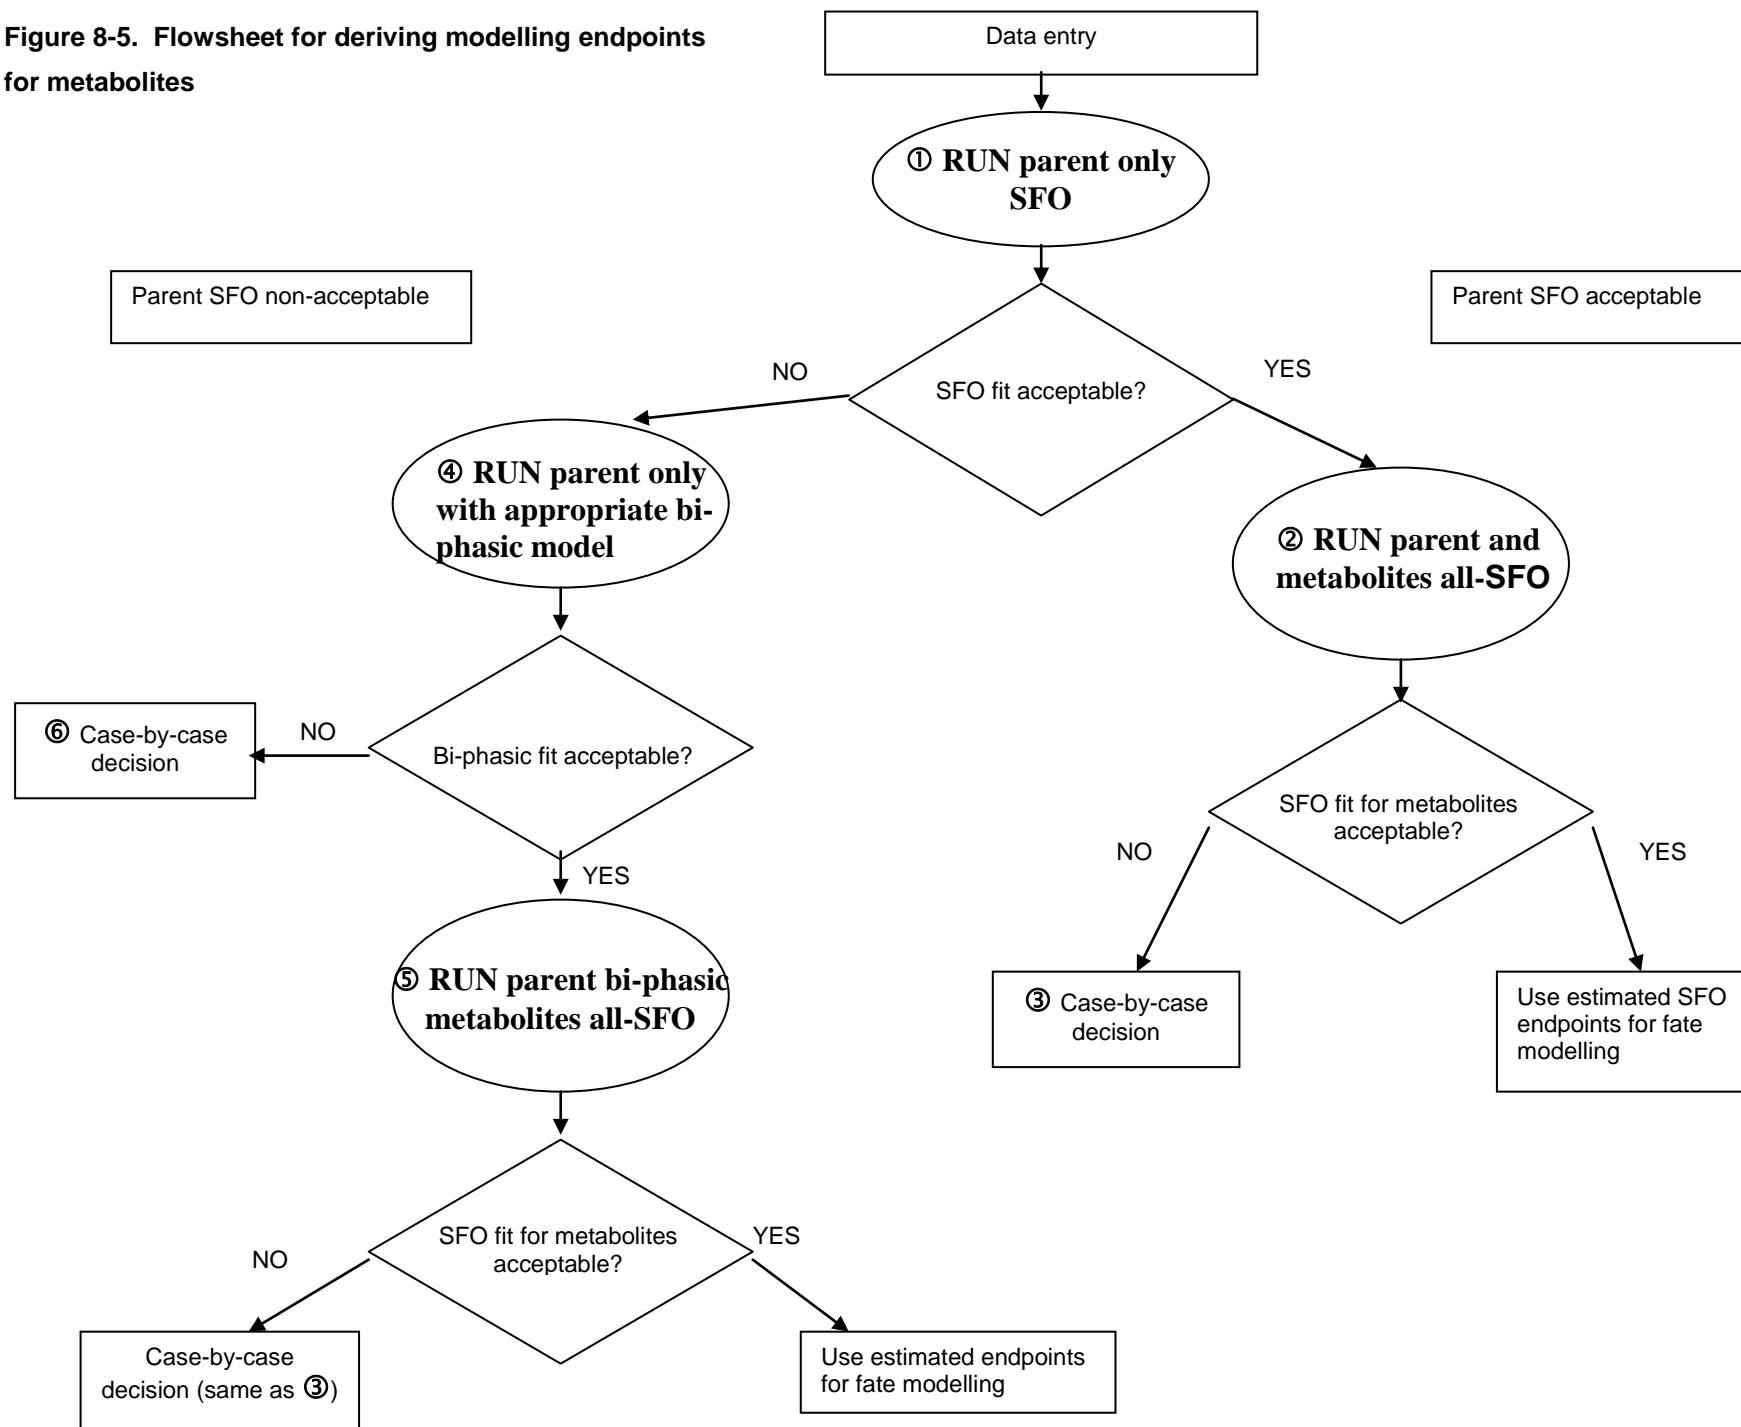 Figure 8-5. Flowsheet for deriving modelling endpoints
for metabolites
Data entry
① RUN parent only
SFO
Parent SFO non-acceptable
Parent SFO acceptable
NO
SFO fit acceptable?
YES
④ RUN parent only
with appropriate bi-
phasic model
② RUN parent and
metabolites all-SFO
⑥ Case-by-case
decision
NO
Bi-phasic fit acceptable?
YES
SFO fit for metabolites
acceptable?
NO
YES
⑤ RUN parent bi-phasic
metabolites all-SFO
③ Case-by-case
decision
Use estimated SFO
endpoints for fate
modelling
SFO fit for metabolites
acceptable?
NO
YES
Case-by-case
decision (same as ③)
Use estimated endpoints
for fate modelling